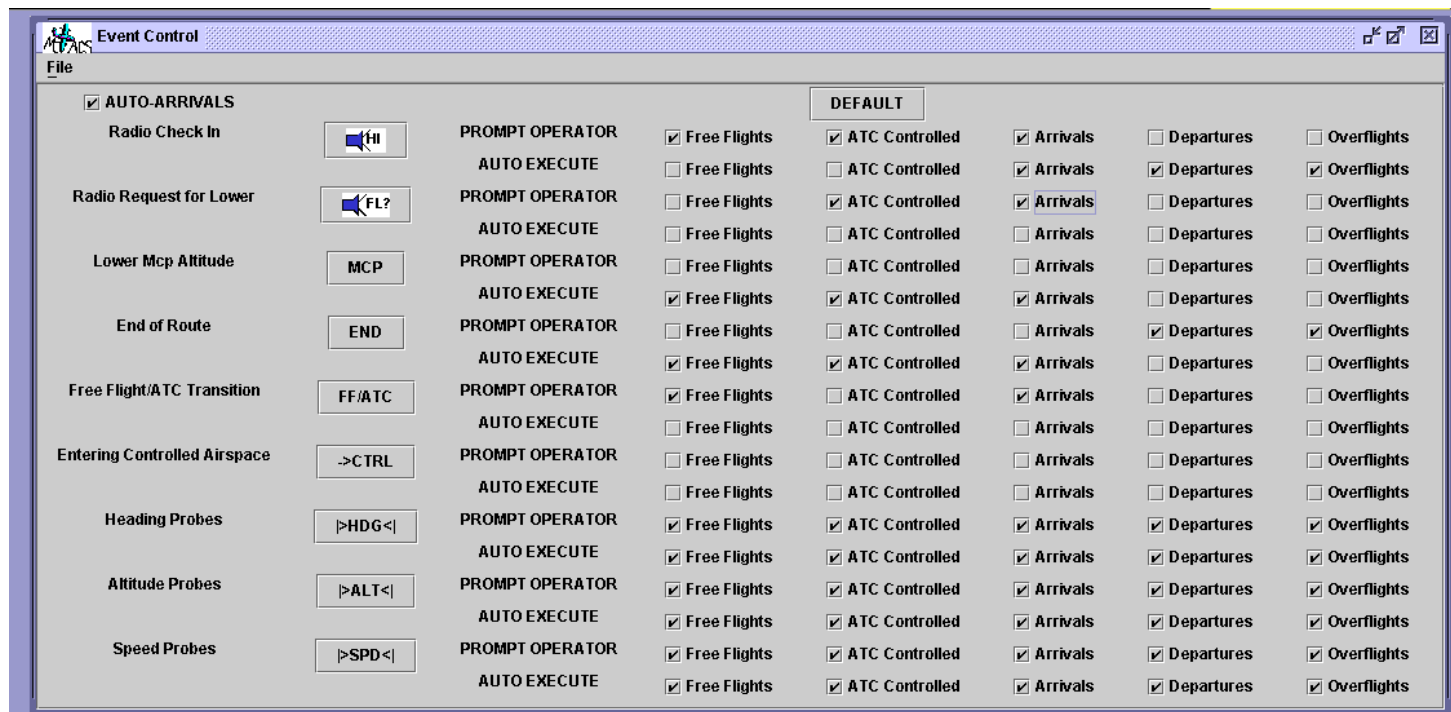 MCPADS Event Control
File
AUTO-ARRIVALS DEFAULT
Radio Check In HI PROMPT OPERATOR Free Flights ATC Controlled Arrivals Departures Overflights
AUTO EXECUTE Free Flights ATC Controlled Arrivals Departures Overflights
Radio Request for Lower FL? PROMPT OPERATOR Free Flights ATC Controlled Arrivals Departures Overflights
AUTO EXECUTE Free Flights ATC Controlled Arrivals Departures Overflights
Lower Mcp Altitude MCP PROMPT OPERATOR Free Flights ATC Controlled Arrivals Departures Overflights
AUTO EXECUTE Free Flights ATC Controlled Arrivals Departures Overflights
End of Route END PROMPT OPERATOR Free Flights ATC Controlled Arrivals Departures Overflights
AUTO EXECUTE Free Flights ATC Controlled Arrivals Departures Overflights
Free Flight/ATC Transition FF/ATC PROMPT OPERATOR Free Flights ATC Controlled Arrivals Departures Overflights
AUTO EXECUTE Free Flights ATC Controlled Arrivals Departures Overflights
Entering Controlled Airspace ->CTRL PROMPT OPERATOR Free Flights ATC Controlled Arrivals Departures Overflights
AUTO EXECUTE Free Flights ATC Controlled Arrivals Departures Overflights
Heading Probes |>HDG<| PROMPT OPERATOR Free Flights ATC Controlled Arrivals Departures Overflights
AUTO EXECUTE Free Flights ATC Controlled Arrivals Departures Overflights
Altitude Probes |>ALT<| PROMPT OPERATOR Free Flights ATC Controlled Arrivals Departures Overflights
AUTO EXECUTE Free Flights ATC Controlled Arrivals Departures Overflights
Speed Probes |>SPD<| PROMPT OPERATOR Free Flights ATC Controlled Arrivals Departures Overflights
AUTO EXECUTE Free Flights ATC Controlled Arrivals Departures Overflights